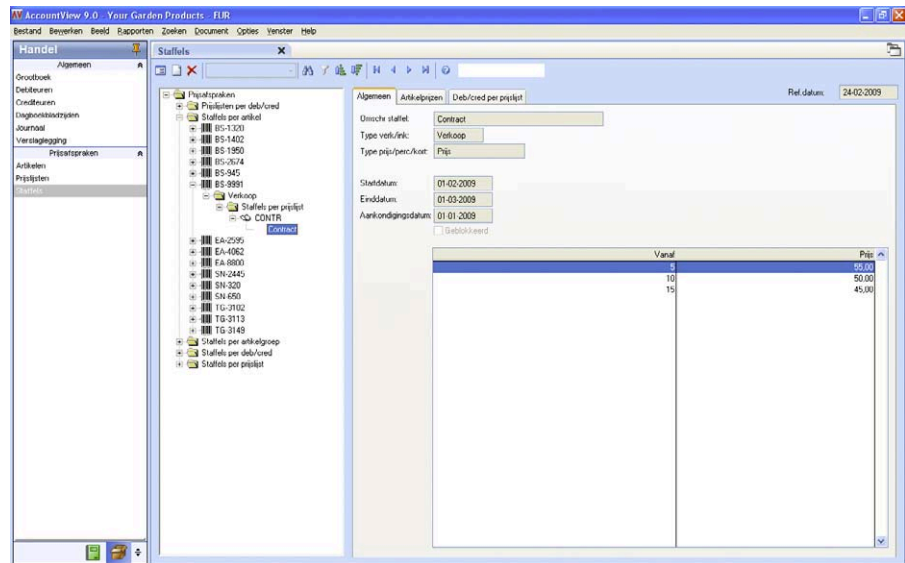 AccountView 9.0 - Your Garden Products - EUR
Bestand Bewerken Beeld Rapporten Zoeken Document Opties Venster Help
Handel
Algemeen
Grootboek
Debiteuren
Crediteuren
Dagboekbladzijden
Journaal
Verslaglegging
Prijsafspraken
Artikelen
Prijslijsten
Staffels
Staffels
Prijsafspraken
Prijslijsten per deb/cred
Staffels per artikel
BS-1320
BS-1402
BS-1950
BS-2674
BS-945
BS-9991
Verkoop
Staffels per prijslijst
CONTR
Contract
EA-2595
EA-4062
EA-8800
SN-2445
SN-320
SN-650
TG-3102
TG-3113
TG-3149
Staffels per artikelgroep
Staffels per deb/cred
Staffels per prijslijst
Algemeen Artikelprijzen Deb/cred per prijslijst
Ref.datum: 24-02-2009
Omschr staffel: Contract
Type verk/ink: Verkoop
Type prijs/perc/kort: Prijs
Startdatum: 01-02-2009
Einddatum: 01-03-2009
Aankondigingsdatum: 01-01-2009
Geblokkeerd
Vanaf Prijs
5 55,00
10 50,00
15 45,00